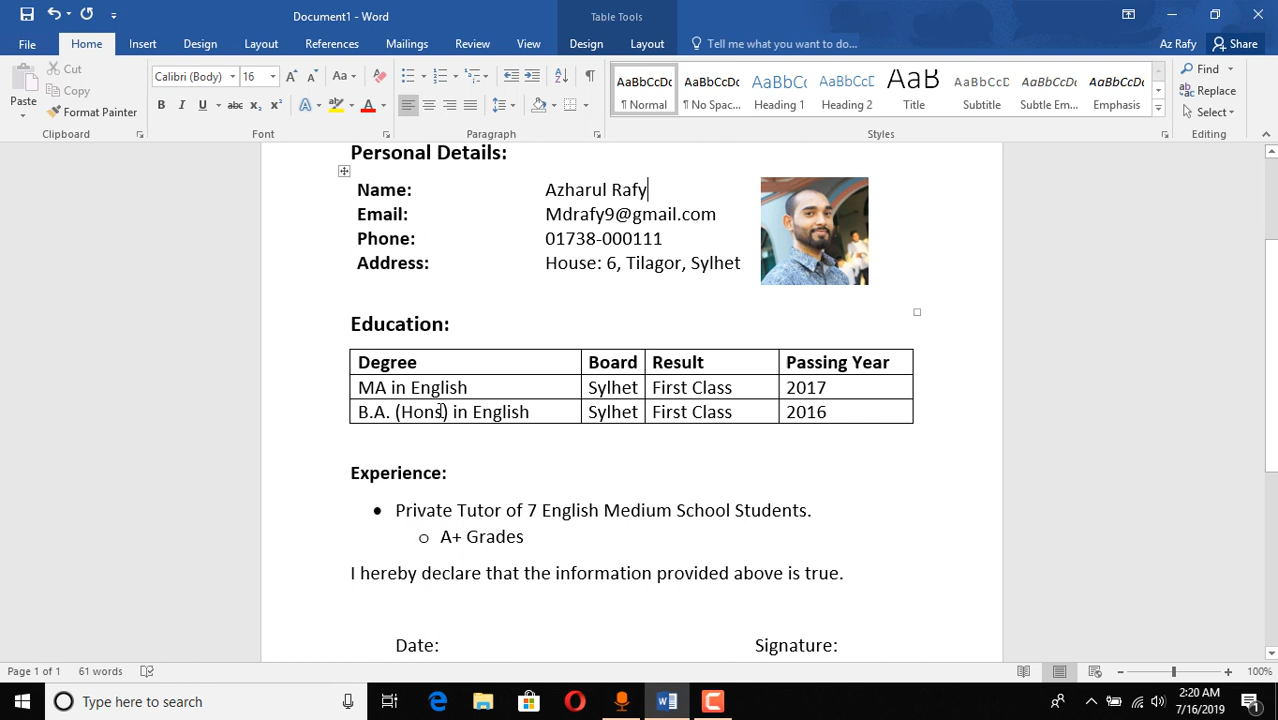 Document1 - Word
Table Tools
File Home Insert Design Layout References Mailings Review View Design Layout Tell me what you want to do... Az Rafy Share
Paste
Cut
Copy
Format Painter
Calibri (Body) 16
AaBbCcDc AaBbCcDc AaBbCc AaBbCcD AaB AaBbCcD AaBbCcDc AaBbCcDc
¶ Normal ¶ No Spac... Heading 1 Heading 2 Title Subtitle Subtle Em... Emphasis
Find
Replace
Select
Clipboard Font Paragraph Styles Editing
Personal Details:
Name: Azharul Rafy
Email: Mdrafy9@gmail.com
Phone: 01738-000111
Address: House: 6, Tilagor, Sylhet
Education:
Degree Board Result Passing Year
MA in English Sylhet First Class 2017
B.A. (Hons) in English Sylhet First Class 2016
Experience:
• Private Tutor of 7 English Medium School Students.
o A+ Grades
I hereby declare that the information provided above is true.
Date: Signature:
Page 1 of 1 61 words 100%
Type here to search
2:20 AM
7/16/2019